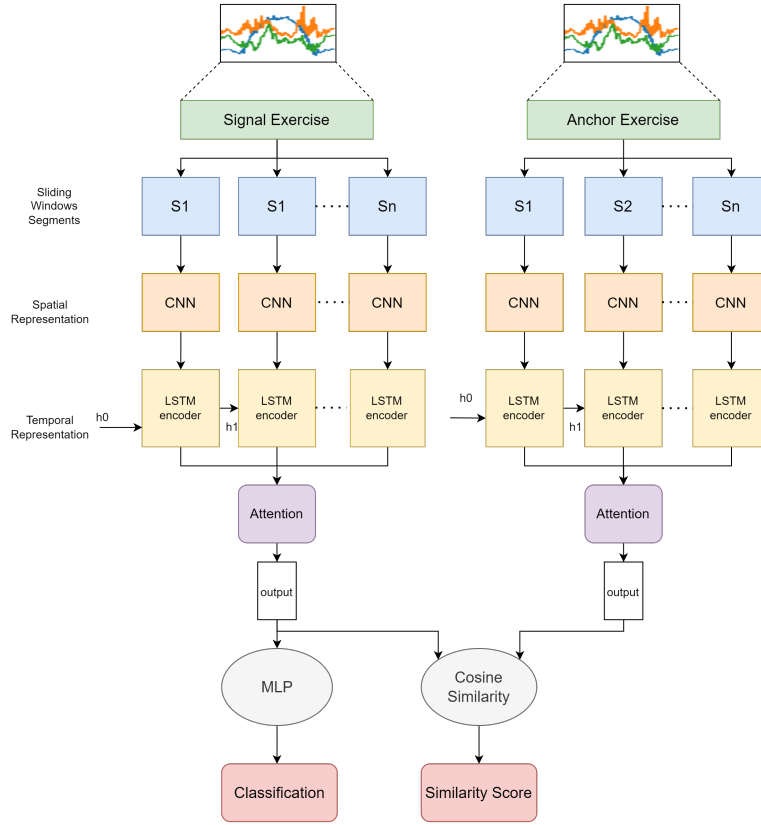 Signal Exercise
Anchor Exercise
Sliding
Windows
Segments
S1
S1
.....
Sn
S1
S2
....
Sn
Spatial
Representation
CNN
CNN
.....
CNN
CNN
CNN
....
CNN
Temporal
Representation
h0
LSTM
encoder
h1
LSTM
encoder
.....
LSTM
encoder
h0
LSTM
encoder
h1
LSTM
encoder
....
LSTM
encoder
Attention
Attention
output
output
MLP
Cosine
Similarity
Classification
Similarity Score